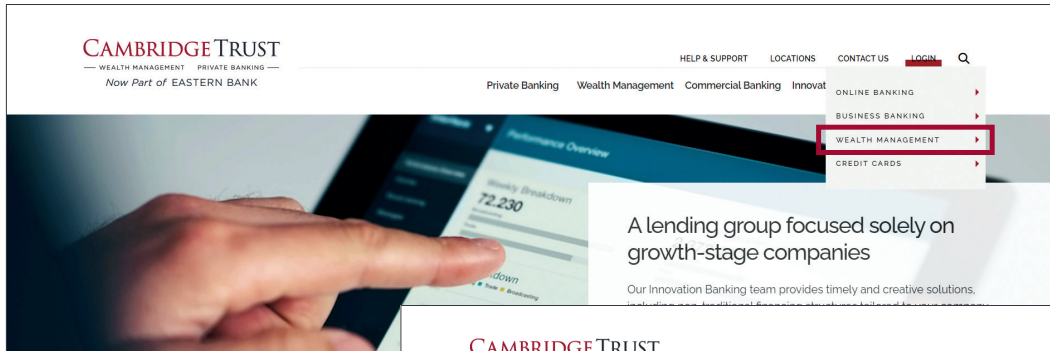 CAMBRIDGE TRUST
WEALTH MANAGEMENT PRIVATE BANKING
Now Part of EASTERN BANK
HELP & SUPPORT LOCATIONS CONTACT US LOGIN
Private Banking Wealth Management Commercial Banking Innovat
ONLINE BANKING
BUSINESS BANKING
WEALTH MANAGEMENT
CREDIT CARDS
Performance Overview
Weekly Breakdown
72.230
Trade Broadcasting
A lending group focused solely on
growth-stage companies
Our Innovation Banking team provides timely and creative solutions,
CAMBRIDGE TRUST